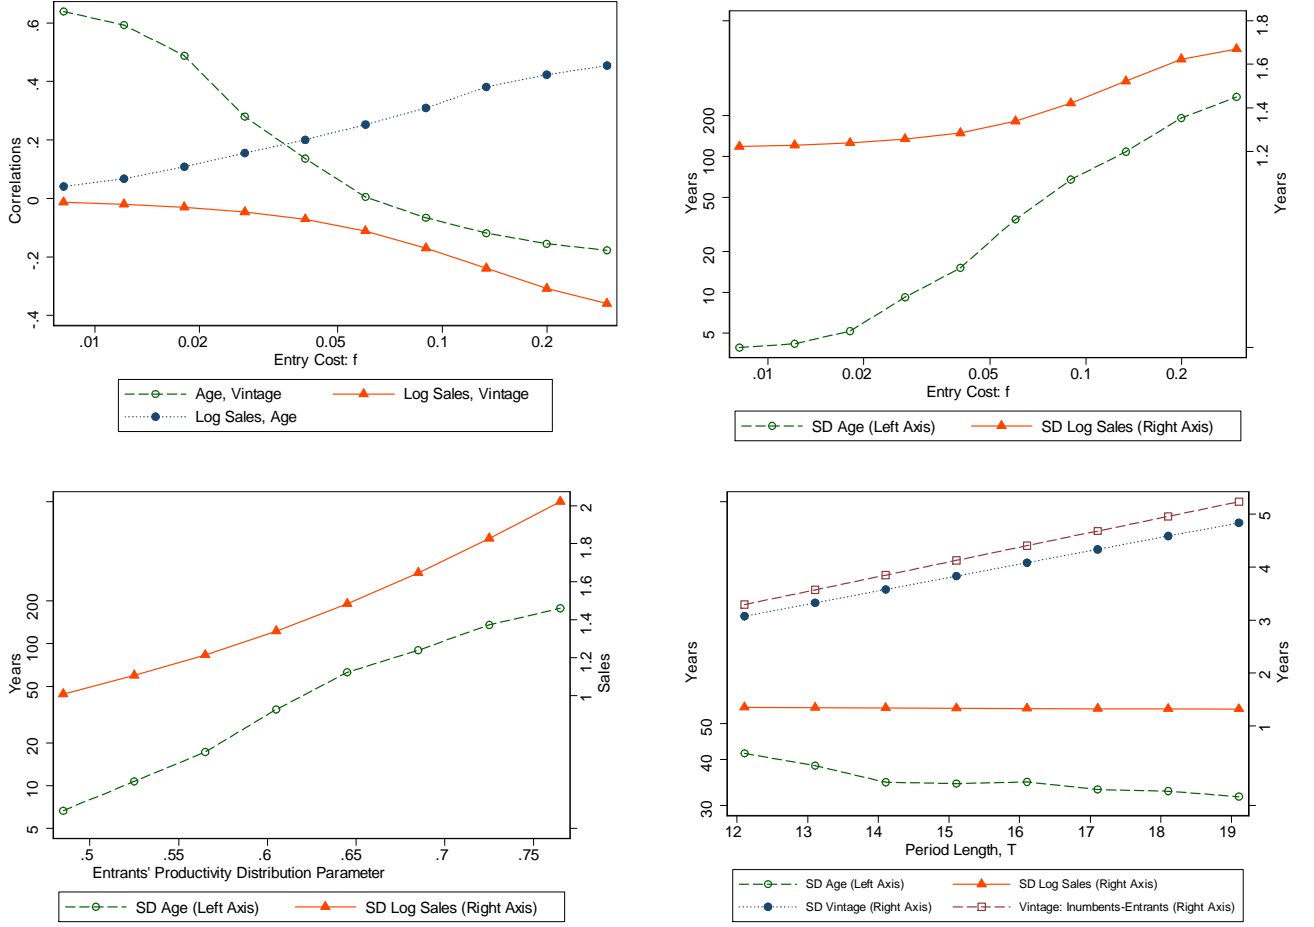 Correlations
.6
.4
.2
0
-.2
-.4
.01
0.02
0.05
0.1
0.2
Entry Cost: f
Age, Vintage
Log Sales, Vintage
Log Sales, Age
Years
200
100
50
20
10
5
1.8
1.6
1.4
1.2
Years
.01
0.02
0.05
0.1
0.2
Entry Cost: f
SD Age (Left Axis)
SD Log Sales (Right Axis)
Years
200
100
50
20
10
5
2
1.8
1.6
1.4
1.2
1
Sales
.5
.55
.6
.65
.7
.75
Entrants' Productivity Distribution Parameter
SD Age (Left Axis)
SD Log Sales (Right Axis)
Years
50
40
30
5
4
3
2
1
Years
12
13
14
15
16
17
18
19
Period Length, T
SD Age (Left Axis)
SD Log Sales (Right Axis)
SD Vintage (Right Axis)
Vintage: Inumbents-Entrants (Right Axis)